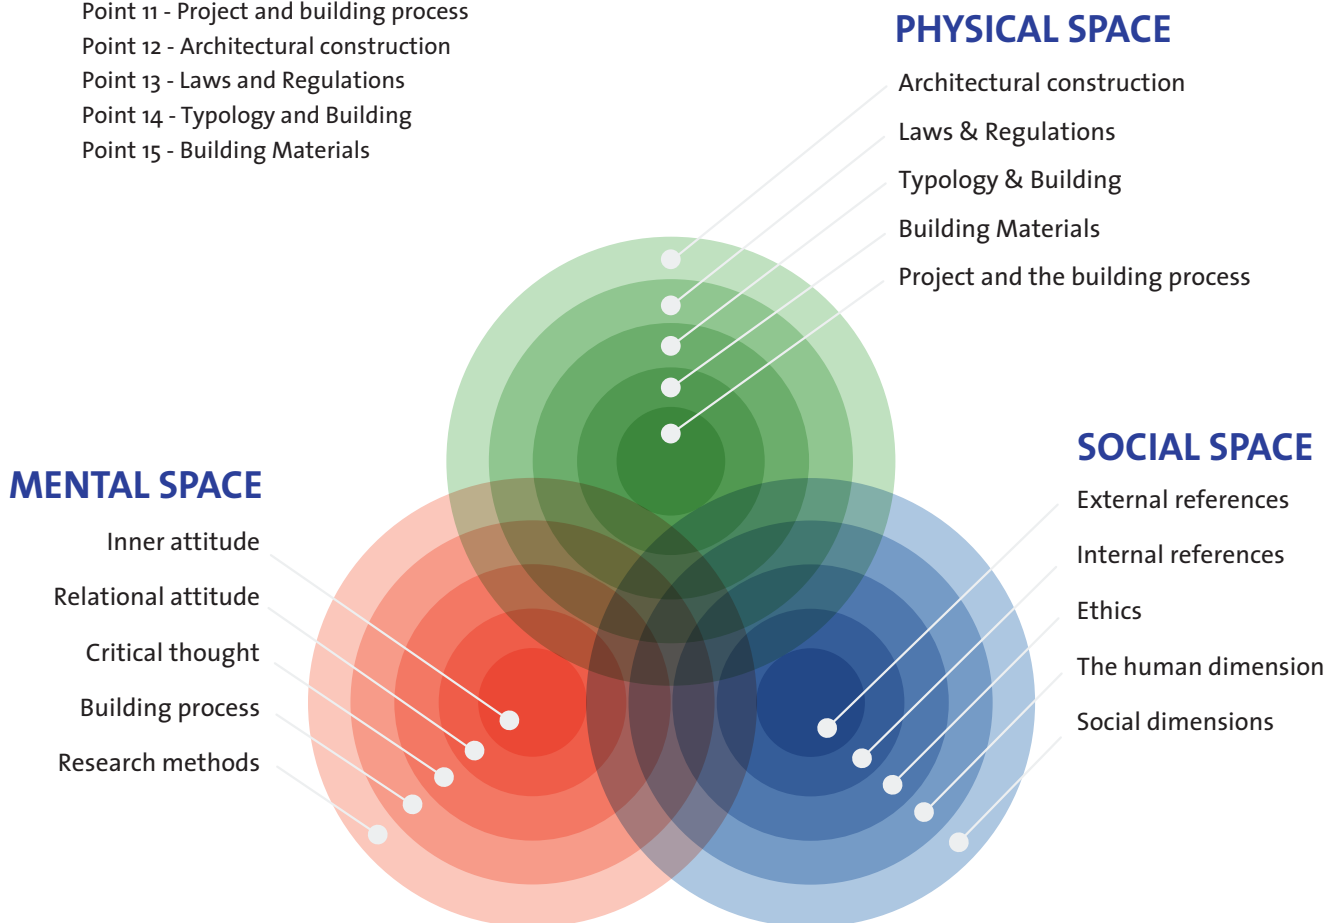 Point 11 - Project and building process
Point 12 - Architectural construction
Point 13 - Laws and Regulations
Point 14 - Typology and Building
Point 15 - Building Materials
PHYSICAL SPACE
Architectural construction
Laws & Regulations
Typology & Building
Building Materials
Project and the building process
MENTAL SPACE
Inner attitude
Relational attitude
Critical thought
Building process
Research methods
SOCIAL SPACE
External references
Internal references
Ethics
The human dimension
Social dimensions